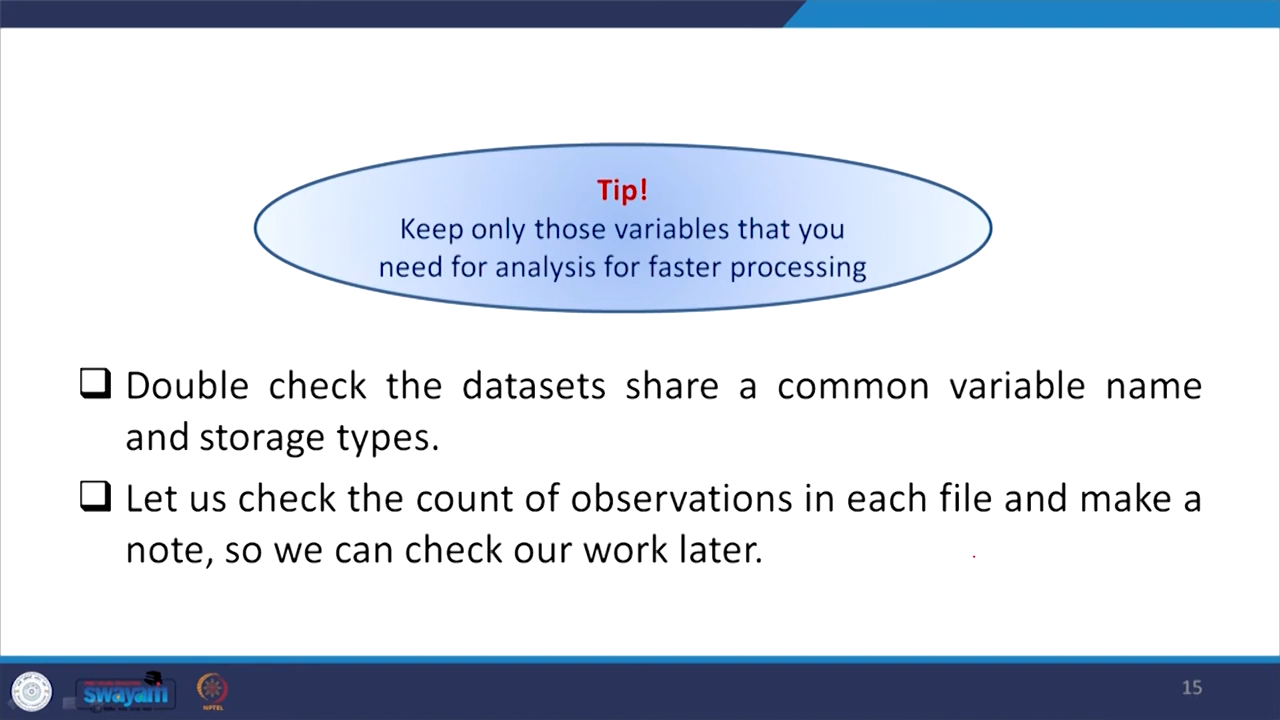 Tip!
Keep only those variables that you
need for analysis for faster processing
Double check the datasets share a common variable name
and storage types.
Let us check the count of observations in each file and make a
note, so we can check our work later.
swayam
NPTEL
15